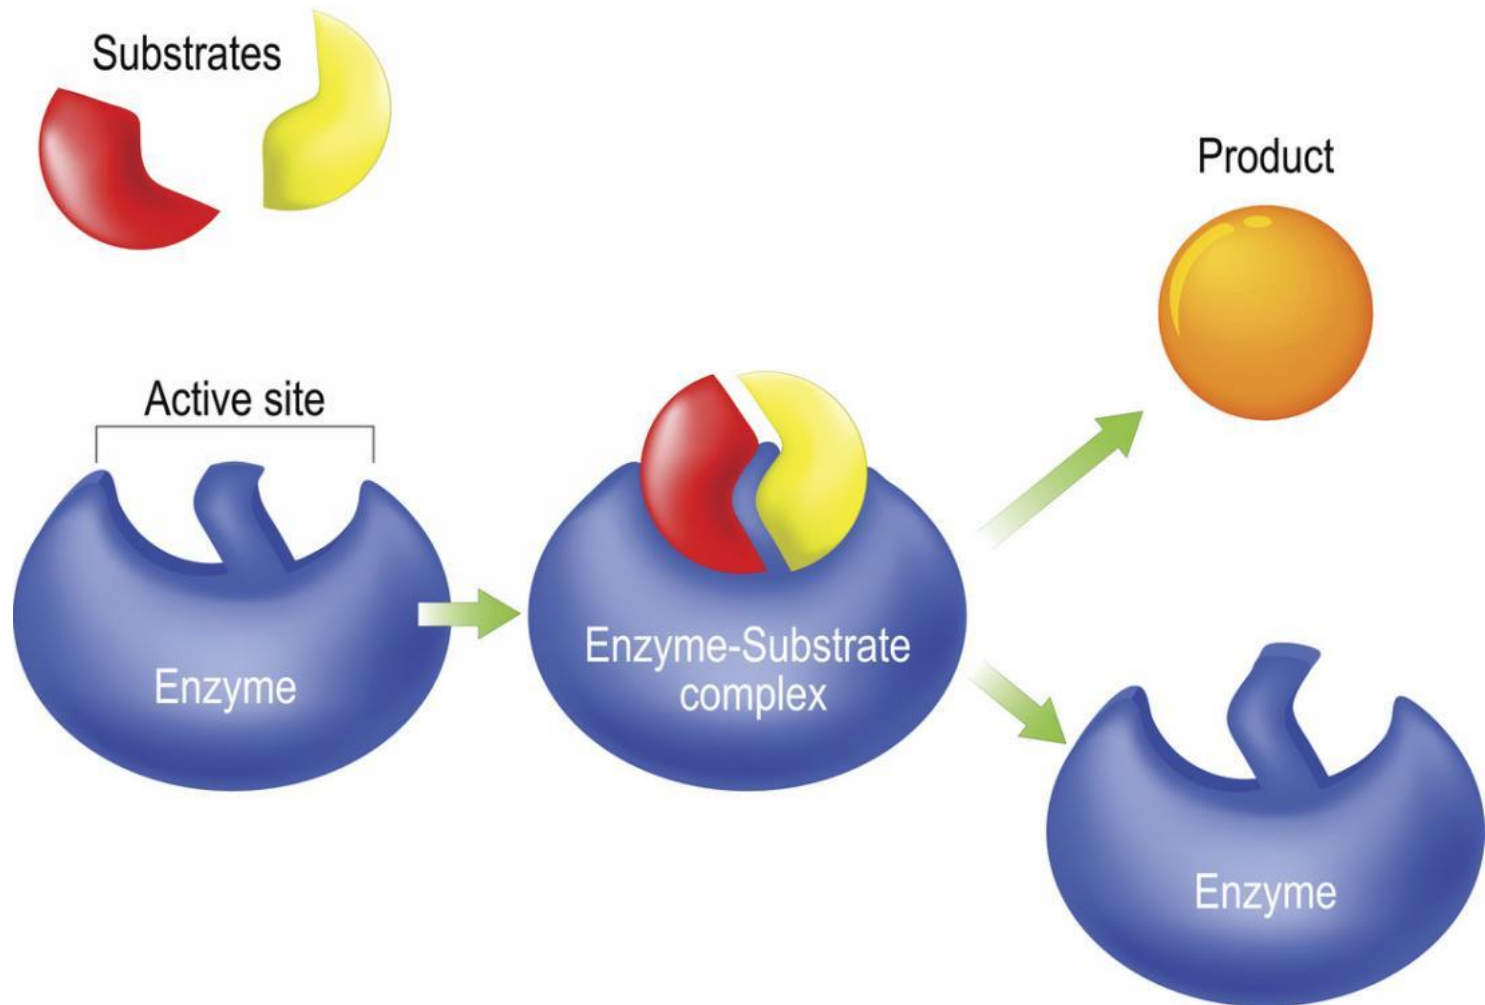 Substrates
Product
Active site
Enzyme
Enzyme-Substrate
complex
Enzyme